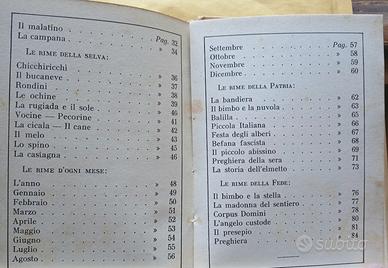 Il malatino . . . . . . . Pag. 32
La campana . . . . . . . » 34
LE RIME DELLA SELVA:
Chicchiricchi . . . . . . . » 36
Il bucaneve . . . . . . . » 38
Rondini . . . . . . . » 39
Le ochine . . . . . . . » 40
La rugiada e il sole . . . . . . . » 41
Vocine — Pecorine . . . . . . . » 42
La cicala — Il cane . . . . . . . » 43
Il melo . . . . . . . » 44
Lo spino . . . . . . . » 45
La castagna . . . . . . . » 46
LE RIME D'OGNI MESE:
L'anno . . . . . . . » 48
Gennaio . . . . . . . » 49
Febbraio . . . . . . . » 50
Marzo . . . . . . . » 51
Aprile . . . . . . . » 52
Maggio . . . . . . . » 53
Giugno . . . . . . . » 54
Luglio . . . . . . . » 55
Agosto . . . . . . . » 56
Settembre . . . . . . . Pag. 57
Ottobre . . . . . . . » 58
Novembre . . . . . . . » 59
Dicembre . . . . . . . » 60
LE RIME DELLA PATRIA:
La bandiera . . . . . . . » 62
Il bimbo e la nuvola . . . . . . . » 63
Balilla . . . . . . . » 65
Piccola Italiana . . . . . . . » 66
Festa degli alberi . . . . . . . » 67
Befana fascista . . . . . . . » 68
Il piccolo abissino . . . . . . . » 69
Preghiera della sera . . . . . . . » 71
La storia dell'elmetto . . . . . . . » 73
LE RIME DELLA FEDE:
Il bimbo e la stella . . . . . . . » 76
La madonna del sentiero . . . . . . . » 77
Corpus Domini . . . . . . . » 78
L'angelo custode . . . . . . . » 80
Il presepio . . . . . . . » 81
Preghiera . . . . . . . » 84
subito